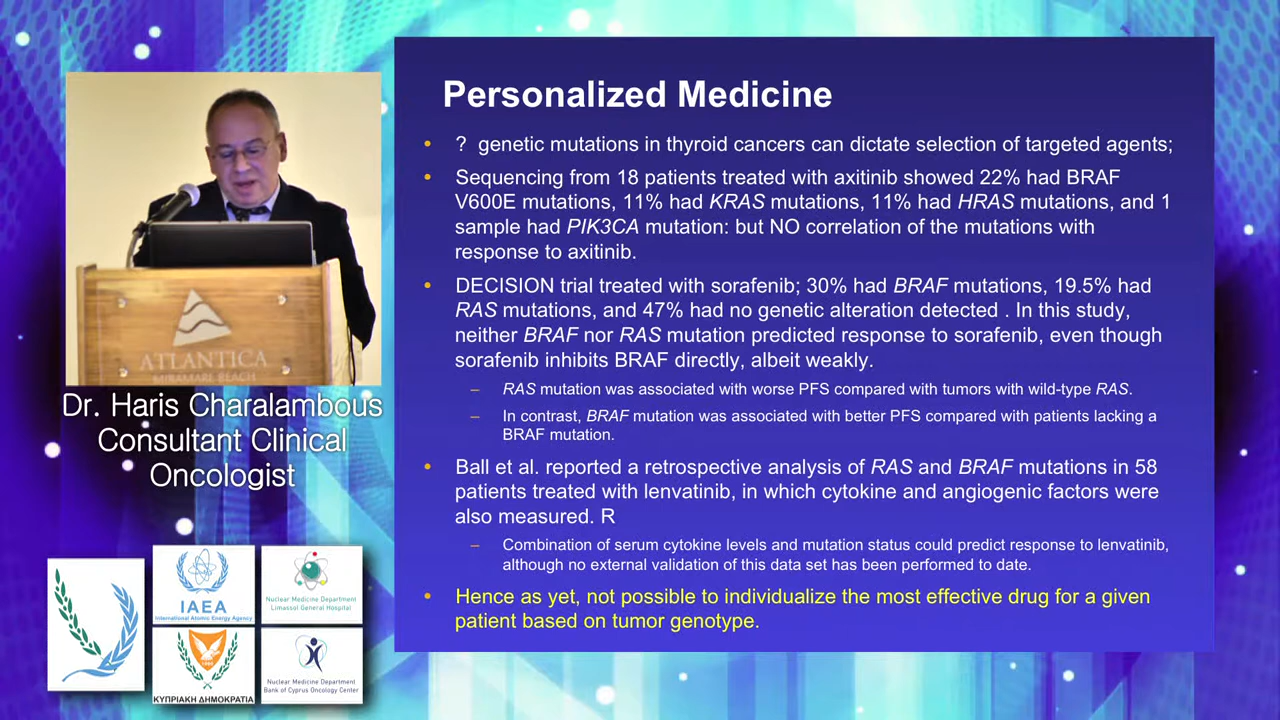 Personalized Medicine
• ? genetic mutations in thyroid cancers can dictate selection of targeted agents;
• Sequencing from 18 patients treated with axitinib showed 22% had BRAF
V600E mutations, 11% had KRAS mutations, 11% had HRAS mutations, and 1
sample had PIK3CA mutation: but NO correlation of the mutations with
response to axitinib.
• DECISION trial treated with sorafenib; 30% had BRAF mutations, 19.5% had
RAS mutations, and 47% had no genetic alteration detected . In this study,
neither BRAF nor RAS mutation predicted response to sorafenib, even though
sorafenib inhibits BRAF directly, albeit weakly.
– RAS mutation was associated with worse PFS compared with tumors with wild-type RAS.
– In contrast, BRAF mutation was associated with better PFS compared with patients lacking a
BRAF mutation.
• Ball et al. reported a retrospective analysis of RAS and BRAF mutations in 58
patients treated with lenvatinib, in which cytokine and angiogenic factors were
also measured. R
– Combination of serum cytokine levels and mutation status could predict response to lenvatinib,
although no external validation of this data set has been performed to date.
• Hence as yet, not possible to individualize the most effective drug for a given
patient based on tumor genotype.
ATLANTICA
MIRAMARE BEACH
Dr. Haris Charalambous
Consultant Clinical
Oncologist
IAEA
International Atomic Energy Agency
Nuclear Medicine Department
Limassol General Hospital
1960
ΚΥΠΡΙΑΚΗ ΔΗΜΟΚΡΑΤΙΑ
Nuclear Medicine Department
Bank of Cyprus Oncology Center